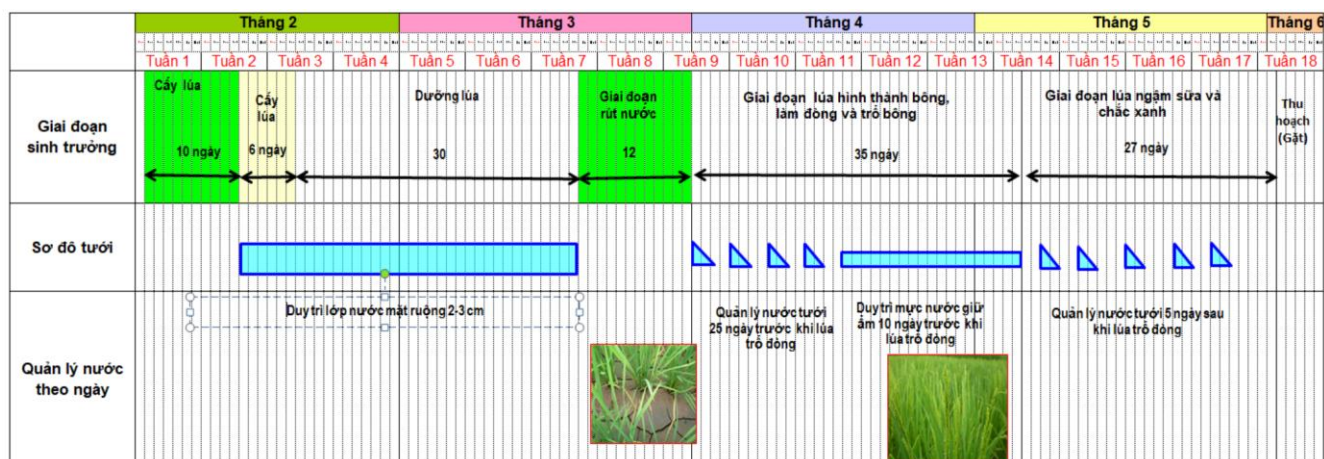 Tháng 2 Tháng 3 Tháng 4 Tháng 5 Tháng 6
Tuần 1 Tuần 2 Tuần 3 Tuần 4 Tuần 5 Tuần 6 Tuần 7 Tuần 8 Tuần 9 Tuần 10 Tuần 11 Tuần 12 Tuần 13 Tuần 14 Tuần 15 Tuần 16 Tuần 17 Tuần 18
Giai đoạn
sinh trưởng
Cấy lúa
10 ngày
Cấy
lúa
6 ngày
Dưỡng lúa
30
Giai đoạn
rút nước
12
Giai đoạn lúa hình thành bông,
làm đòng và trổ bông
35 ngày
Giai đoạn lúa ngậm sữa và
chắc xanh
27 ngày
Thu
hoạch
(Gặt)
Sơ đồ tưới
Quản lý nước
theo ngày
Duy trì lớp nước mặt ruộng 2-3 cm
Quản lý nước tưới
25 ngày trước khi lúa
trổ đòng
Duy trì mực nước giữ
ẩm 10 ngày trước khi
lúa trổ đòng
Quản lý nước tưới 5 ngày sau
khi lúa trổ đòng